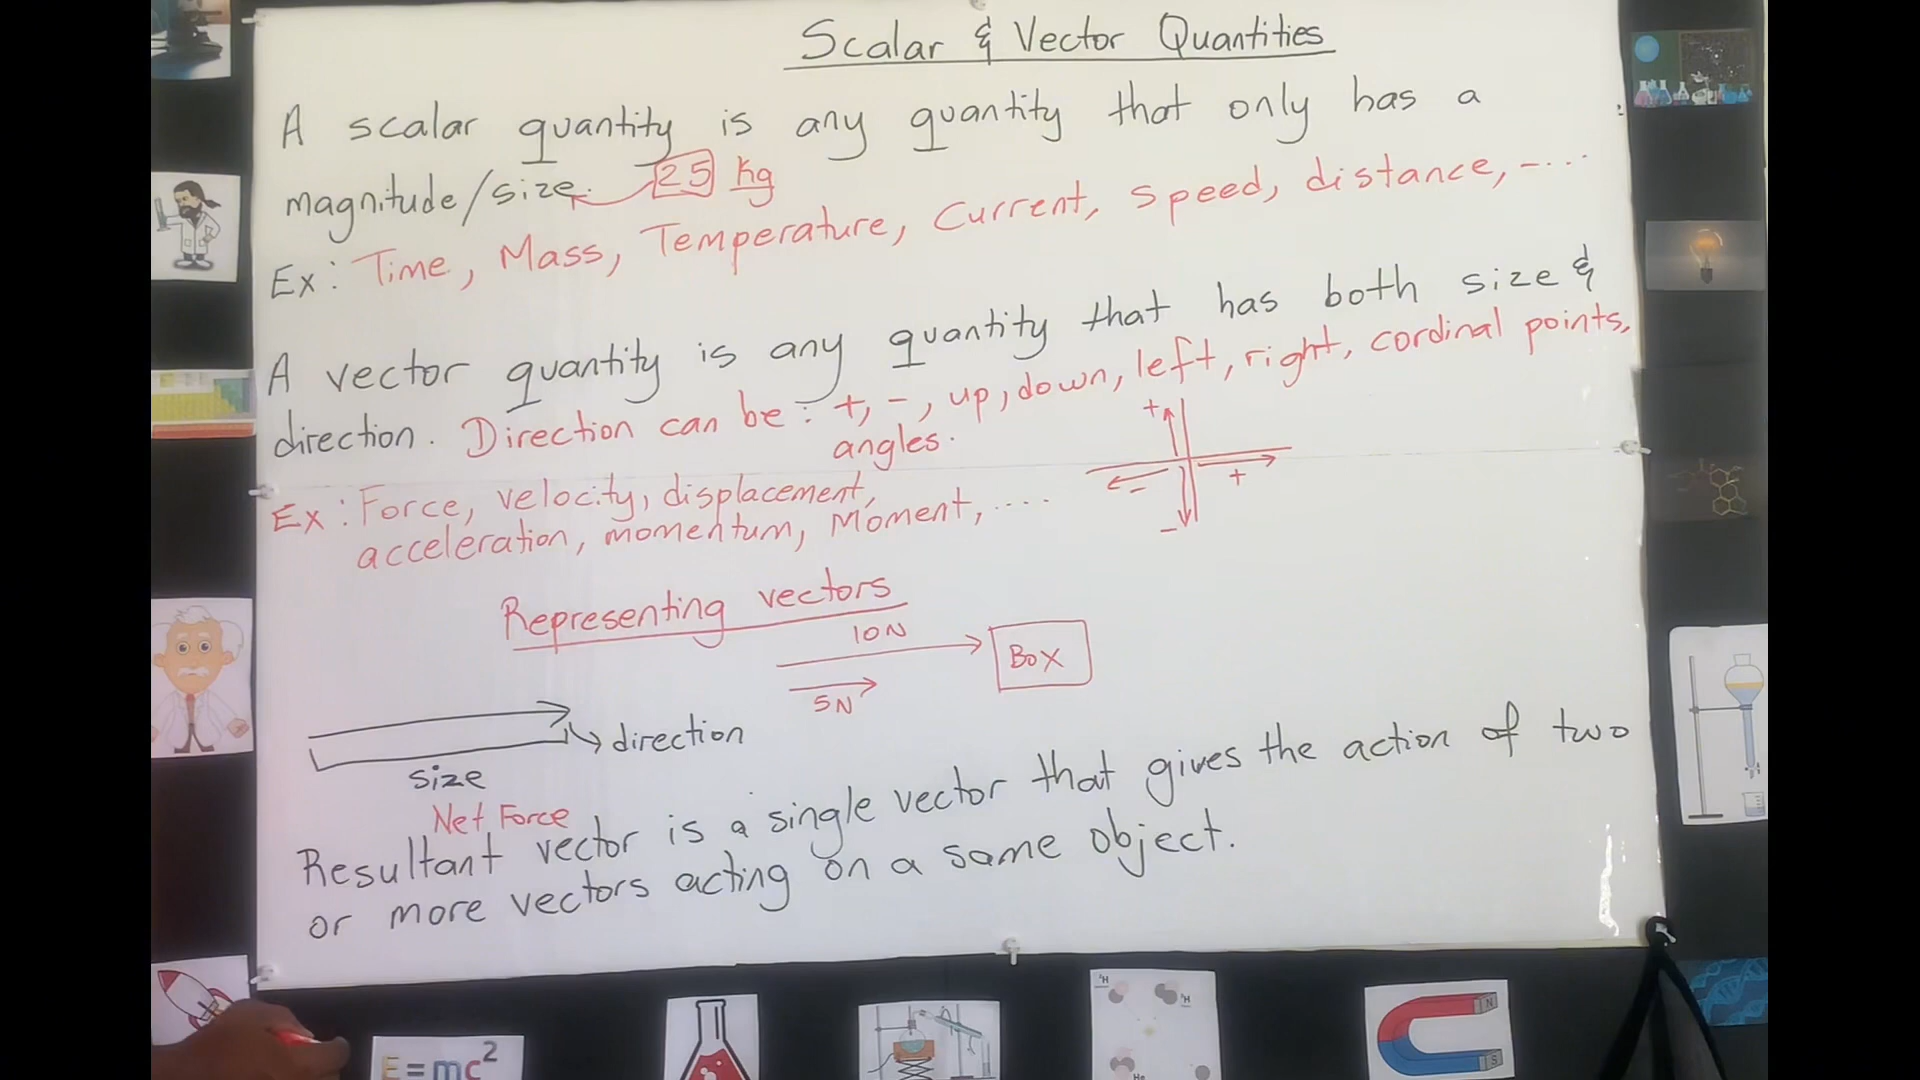 Scalar & Vector Quantities
A scalar quantity is any quantity that only has a
magnitude/size. 25 kg
Ex: Time, Mass, Temperature, Current, speed, distance, -...
A vector quantity is any quantity that has both size &
direction. Direction can be: +, -, up, down, left, right, cordinal points,
angles.
+
+
-
-
Ex: Force, velocity, displacement,
acceleration, momentum, Moment, ....
Representing vectors
10N
BOX
5N
direction
size
Net Force
Resultant vector is a single vector that gives the action of two
or more vectors acting on a same object.
E=mc²
²H
³H
He
N
S